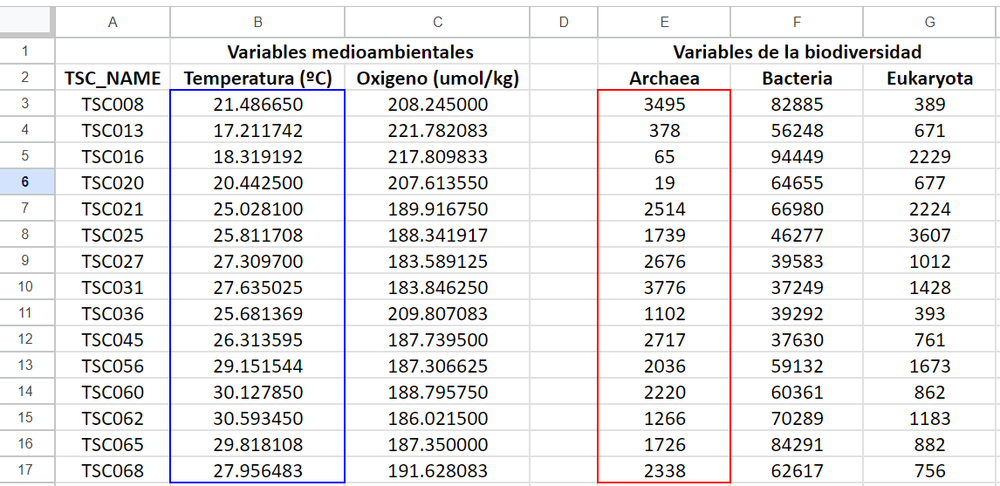 A B C D E F G
1 Variables medioambientales Variables de la biodiversidad
2 TSC_NAME Temperatura (ºC) Oxigeno (umol/kg) Archaea Bacteria Eukaryota
3 TSC008 21.486650 208.245000 3495 82885 389
4 TSC013 17.211742 221.782083 378 56248 671
5 TSC016 18.319192 217.809833 65 94449 2229
6 TSC020 20.442500 207.613550 19 64655 677
7 TSC021 25.028100 189.916750 2514 66980 2224
8 TSC025 25.811708 188.341917 1739 46277 3607
9 TSC027 27.309700 183.589125 2676 39583 1012
10 TSC031 27.635025 183.846250 3776 37249 1428
11 TSC036 25.681369 209.807083 1102 39292 393
12 TSC045 26.313595 187.739500 2717 37630 761
13 TSC056 29.151544 187.306625 2036 59132 1673
14 TSC060 30.127850 188.795750 2220 60361 862
15 TSC062 30.593450 186.021500 1266 70289 1183
16 TSC065 29.818108 187.350000 1726 84291 882
17 TSC068 27.956483 191.628083 2338 62617 756